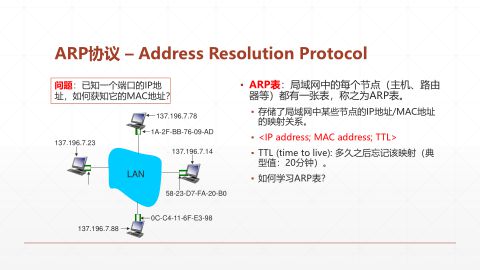 ARP协议 – Address Resolution Protocol
问题：已知一个端口的IP地
址，如何获知它的MAC地址?
137.196.7.78
1A-2F-BB-76-09-AD
137.196.7.23
137.196.7.14
LAN
58-23-D7-FA-20-B0
0C-C4-11-6F-E3-98
137.196.7.88
• ARP表：局域网中的每个节点（主机、路由
器等）都有一张表，称之为ARP表。
• 存储了局域网中某些节点的IP地址/MAC地址
的映射关系。
• <IP address; MAC address; TTL>
• TTL (time to live): 多久之后忘记该映射（典
型值：20分钟）。
• 如何学习ARP表?